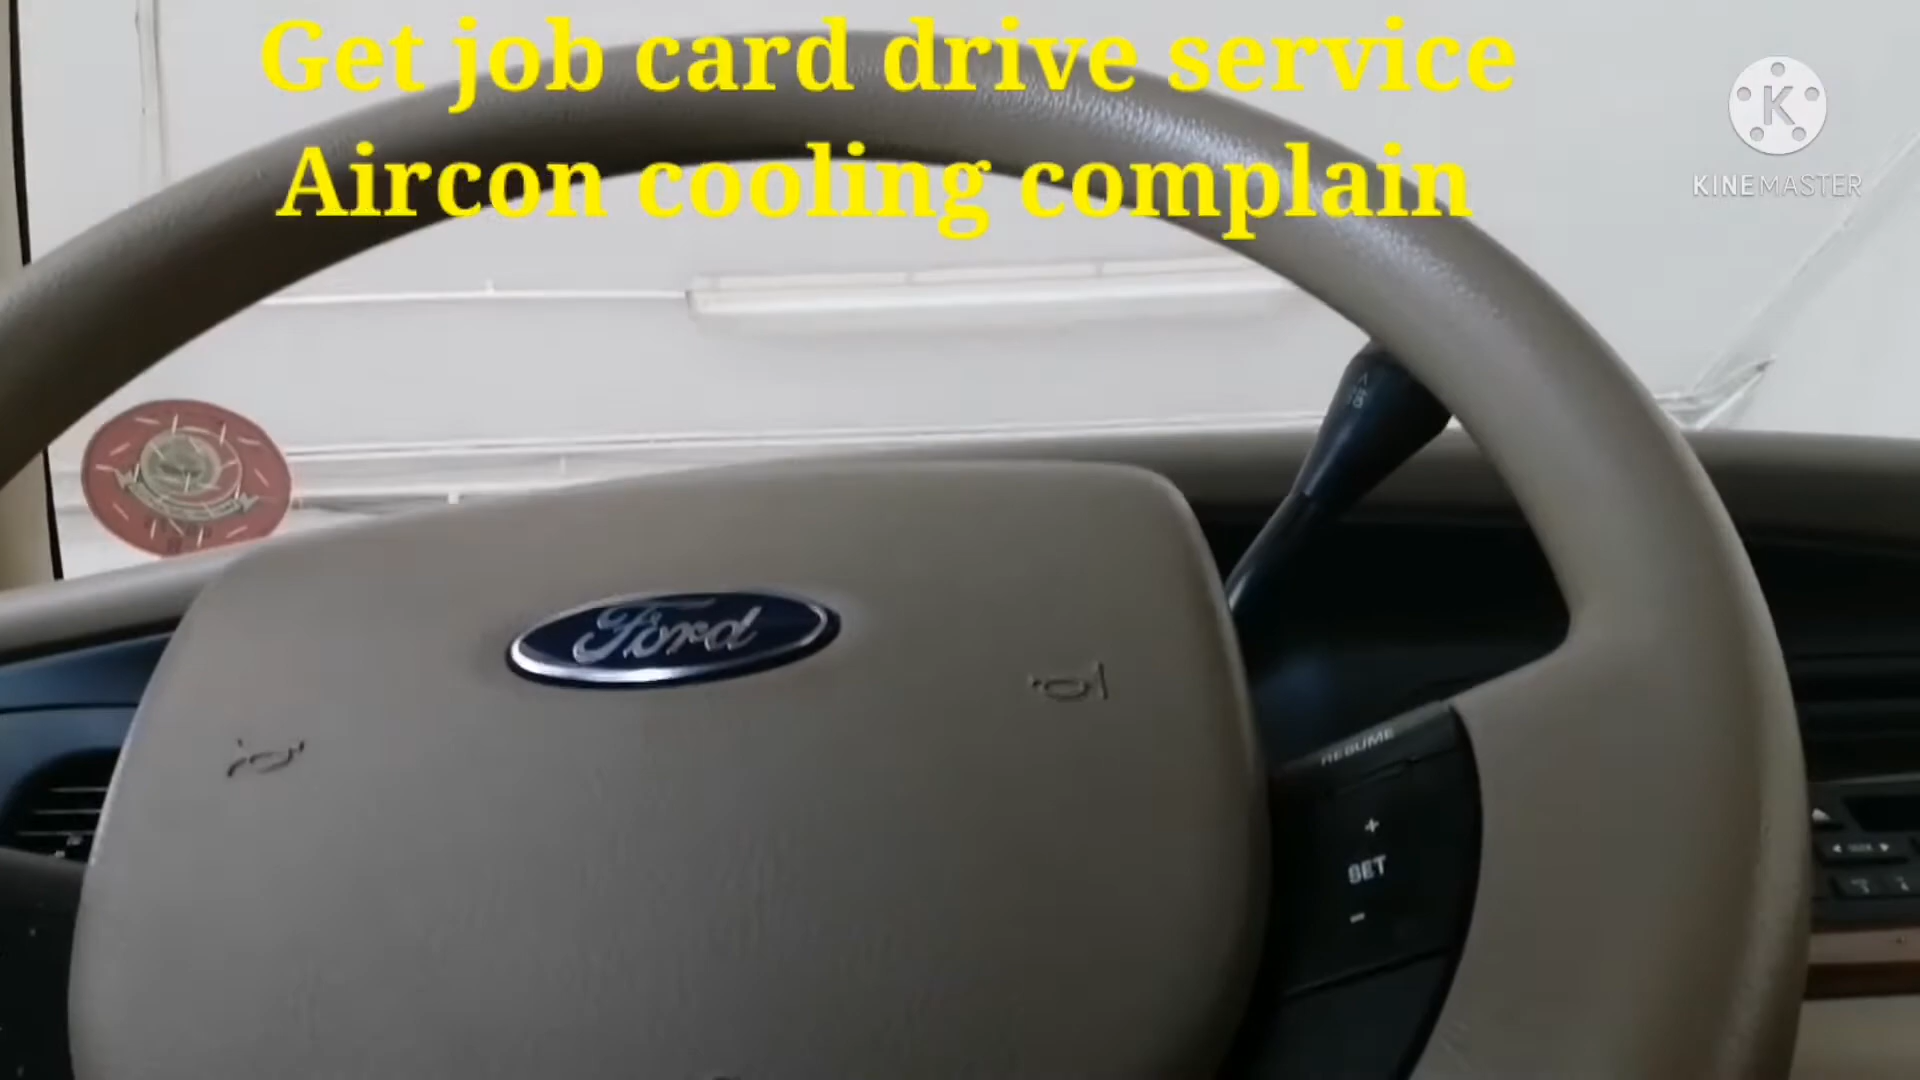 Get job card drive service
Aircon cooling complain
K
KINEMASTER
Ford
RESUME
+
SET
-